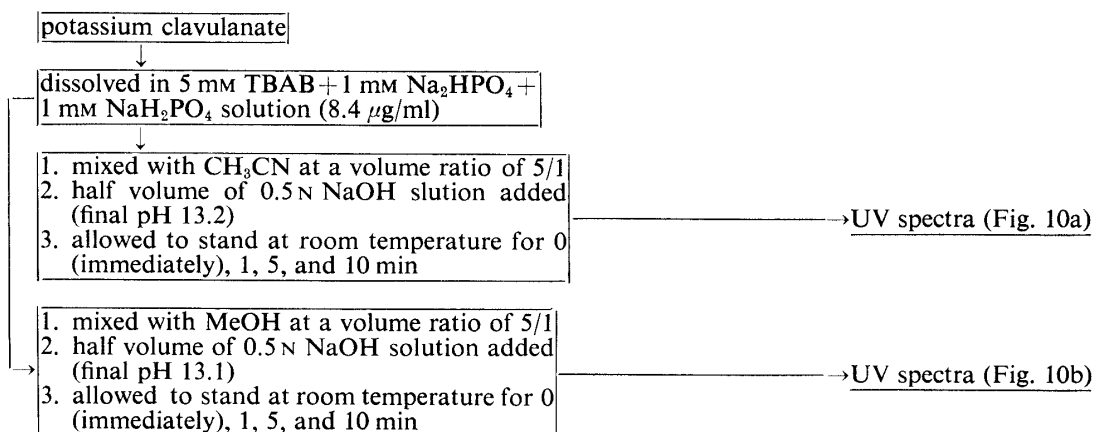 potassium clavulanate
dissolved in 5 mM TBAB+1 mM Na₂HPO₄+
1 mM NaH₂PO₄ solution (8.4 μg/ml)
1. mixed with CH₃CN at a volume ratio of 5/1
2. half volume of 0.5 N NaOH slution added
(final pH 13.2)
3. allowed to stand at room temperature for 0
(immediately), 1, 5, and 10 min
UV spectra (Fig. 10a)
1. mixed with MeOH at a volume ratio of 5/1
2. half volume of 0.5 N NaOH solution added
(final pH 13.1)
3. allowed to stand at room temperature for 0
(immediately), 1, 5, and 10 min
UV spectra (Fig. 10b)